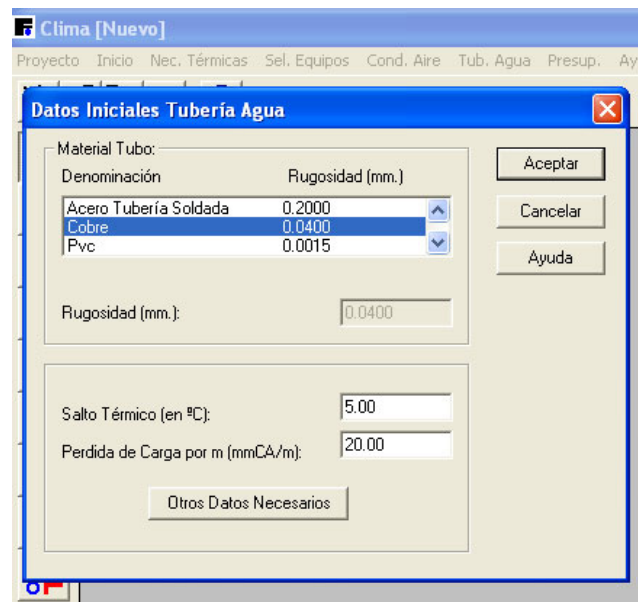 Clima [Nuevo]
Proyecto Inicio Nec. Térmicas Sel. Equipos Cond. Aire Tub. Agua Presup. Ay
Datos Iniciales Tubería Agua
Material Tubo:
Denominación Rugosidad (mm.)
Acero Tubería Soldada 0.2000
Cobre 0.0400
Pvc 0.0015
Rugosidad (mm.): 0.0400
Salto Térmico (en ºC): 5.00
Perdida de Carga por m (mmCA/m): 20.00
Otros Datos Necesarios
Aceptar
Cancelar
Ayuda